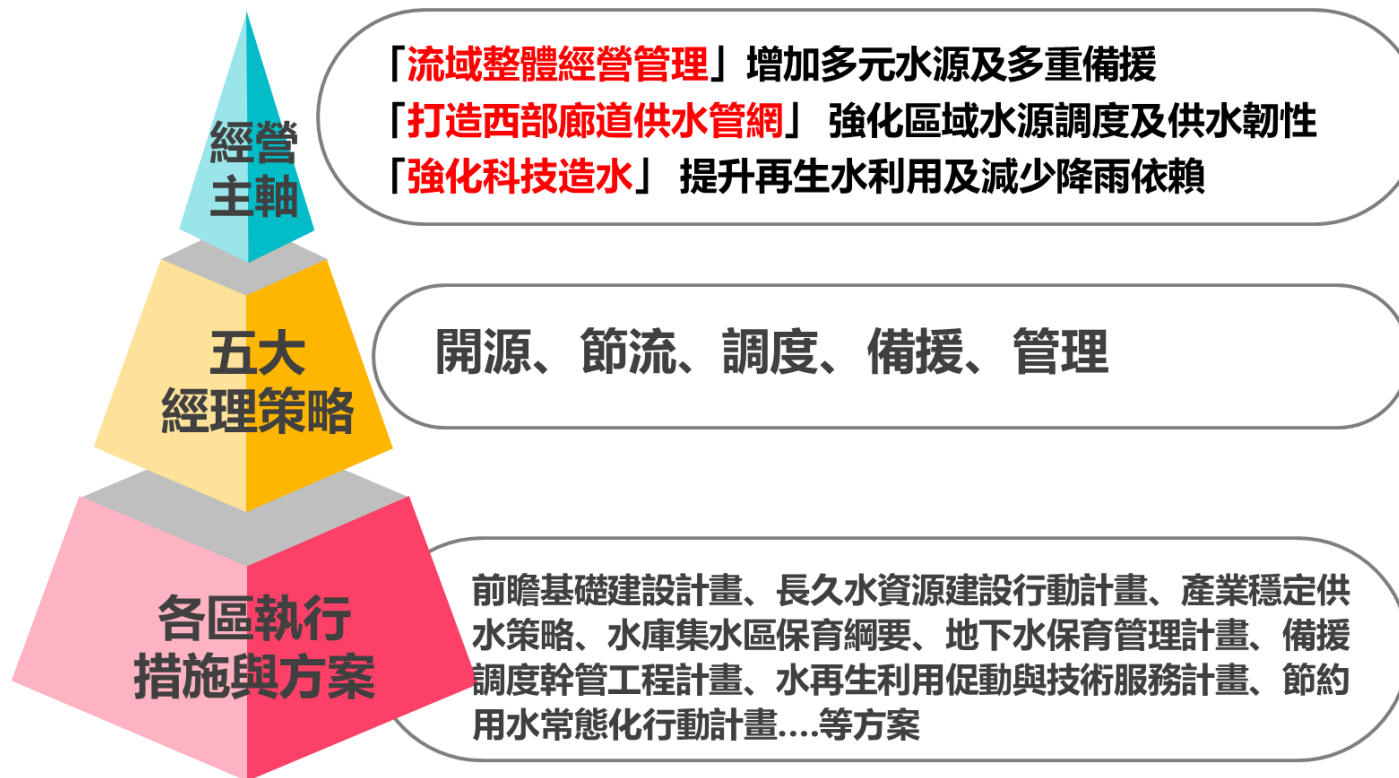 經營
主軸
「流域整體經營管理」增加多元水源及多重備援
「打造西部廊道供水管網」 強化區域水源調度及供水韌性
「強化科技造水」 提升再生水利用及減少降雨依賴
五大
經理策略
開源、節流、調度、備援、管理
各區執行
措施與方案
前瞻基礎建設計畫、長久水資源建設行動計畫、產業穩定供
水策略、水庫集水區保育綱要、地下水保育管理計畫、備援
調度幹管工程計畫、水再生利用促動與技術服務計畫、節約
用水常態化行動計畫....等方案